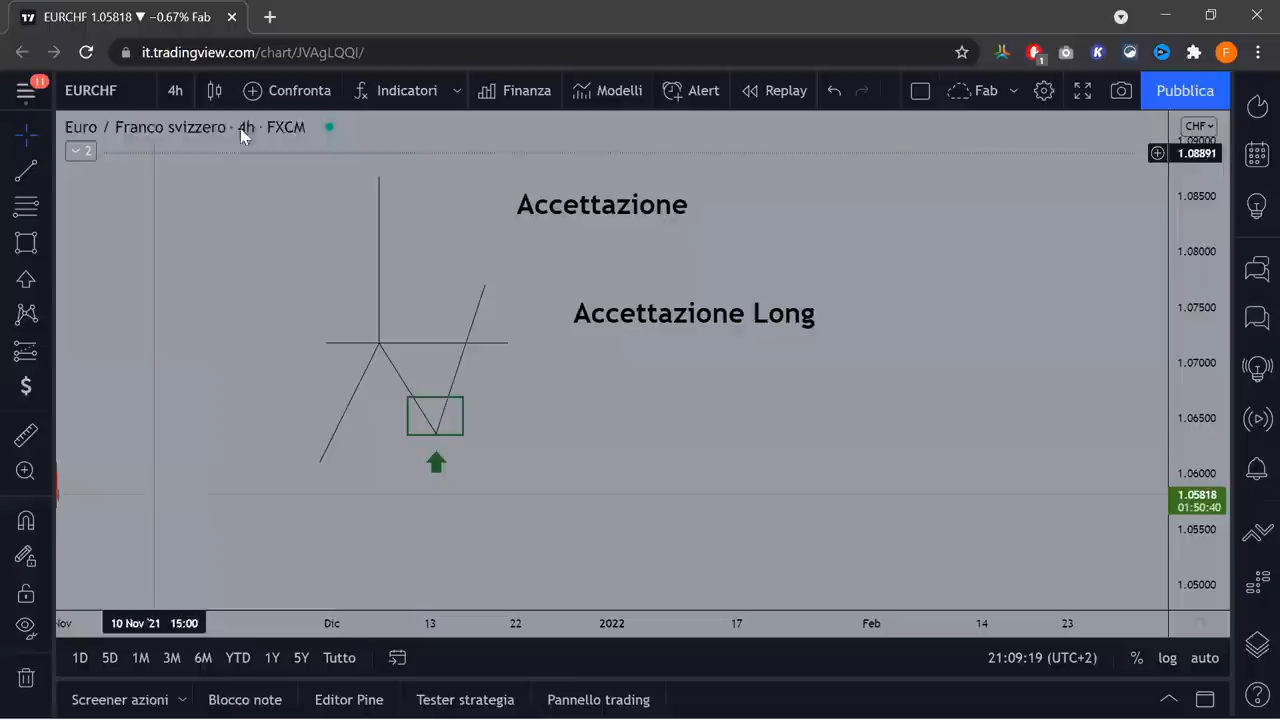 EURCHF 1.05818 ▼ −0.67% Fab
it.tradingview.com/chart/JVAgLQQI/
1
F
11
EURCHF
4h
Confronta
Indicatori
Finanza
Modelli
Alert
Replay
Fab
Pubblica
Euro / Franco svizzero · 4h · FXCM
2
CHF
1.09000
1.08891
1.08500
1.08000
1.07500
1.07000
1.06500
1.06000
1.05818
01:50:40
1.05500
1.05000
Accettazione
Accettazione Long
Nov
10 Nov '21 15:00
Dic
13
22
2022
17
Feb
14
23
1D 5D 1M 3M 6M YTD 1Y 5Y Tutto
21:09:19 (UTC+2)
% log auto
Screener azioni
Blocco note
Editor Pine
Tester strategia
Pannello trading